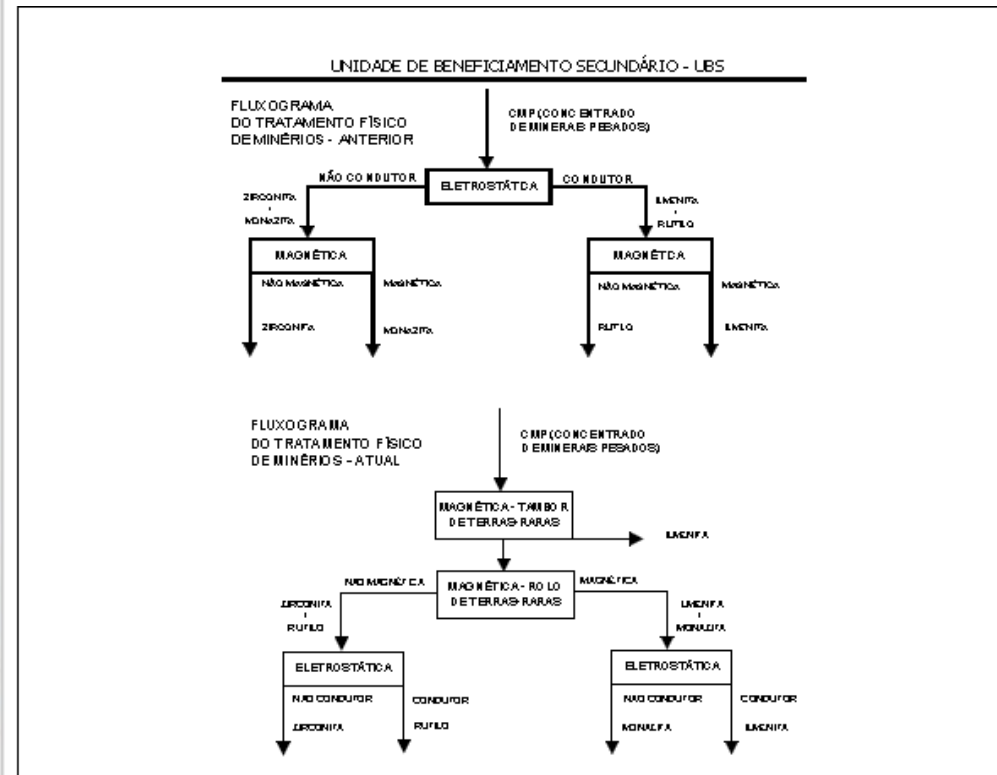 UNIDADE DE BENEFICIAMENTO SECUNDÁRIO - UBS
FLUXOGRAMA
DO TRATAMENTO FÍSICO
DE MINÉRIOS - ANTERIOR
CMP (CONCENTRADO
DE MINERAIS PESADOS)
NÃO CONDUTOR
ELETROSTÁTCA
CONDUTOR
ZIRCONITA
+
MONAZITA
ILMENITA
+
RUTILO
MAGNÉTICA
MAGNÉTCA
NÃO MAGNÉTICA
MAGNÉTICA
NÃO MAGNÉTICA
MAGNÉTICA
ZIRCONITA
MONAZITA
RUTILO
ILMENITA
FLUXOGRAMA
DO TRATAMENTO FÍSICO
DE MINÉRIOS - ATUAL
CMP (CONCENTRADO
DE MINERAIS PESADOS)
MAGNÉTICA - TAMBOR
DE TERRAS-RARAS
ILMENITA
NÃO MAGNÉTICA
MAGNÉTICA - ROLO
DE TERRAS-RARAS
MAGNÉTICA
ZIRCONITA
+
RUTILO
ILMENITA
+
MONAZITA
ELETROSTÁTICA
ELETROSTÁTICA
NÃO CONDUTOR
CONDUTOR
NÃO CONDUTOR
CONDUTOR
ZIRCONITA
RUTILO
MONAZITA
ILMENITA